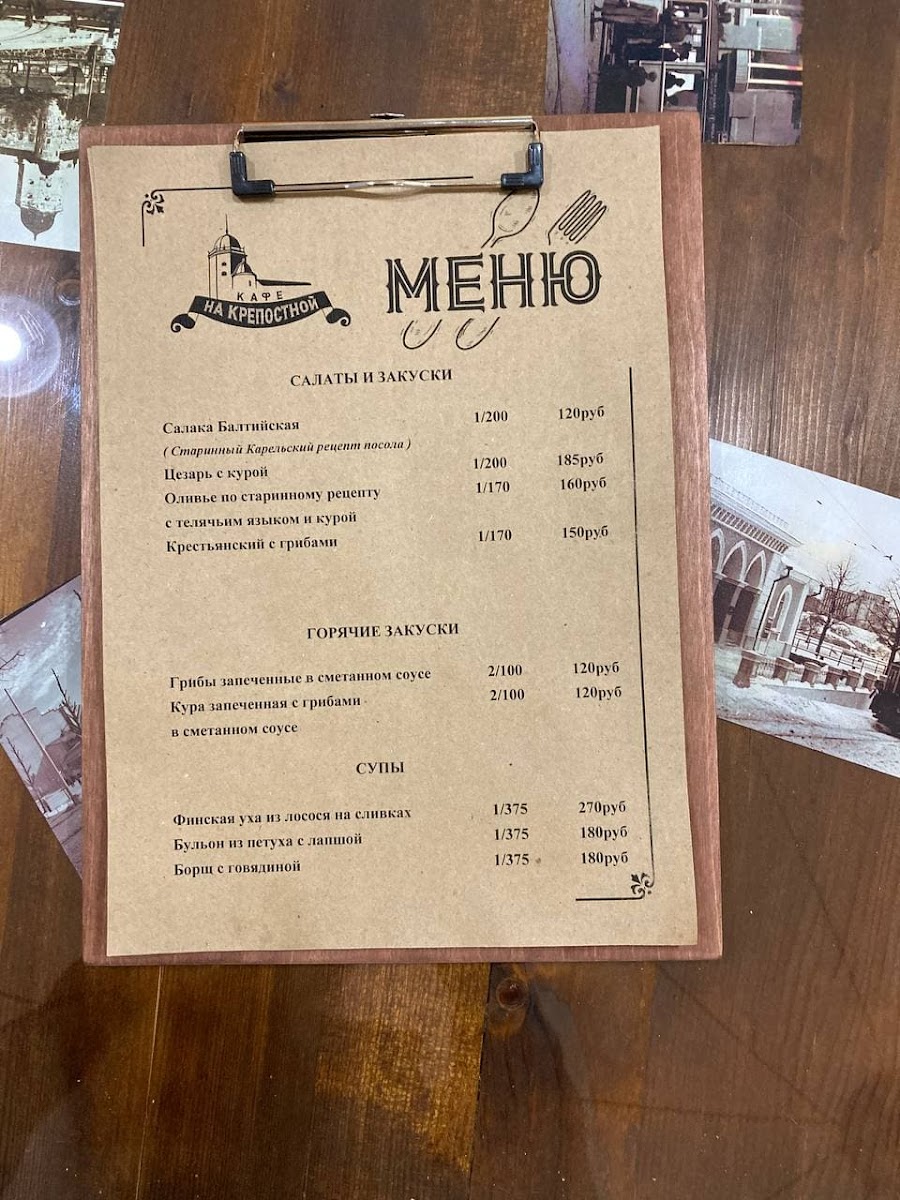 КАФЕ
НА КРЕПОСТНОЙ
МЕНЮ
САЛАТЫ И ЗАКУСКИ
Салака Балтийская 1/200 120руб
( Старинный Карельский рецепт посола )
Цезарь с курой 1/200 185руб
Оливье по старинному рецепту 1/170 160руб
с телячьим языком и курой
Крестьянский с грибами 1/170 150руб
ГОРЯЧИЕ ЗАКУСКИ
Грибы запеченные в сметанном соусе 2/100 120руб
Кура запеченная с грибами 2/100 120руб
в сметанном соусе
СУПЫ
Финская уха из лосося на сливках 1/375 270руб
Бульон из петуха с лапшой 1/375 180руб
Борщ с говядиной 1/375 180руб